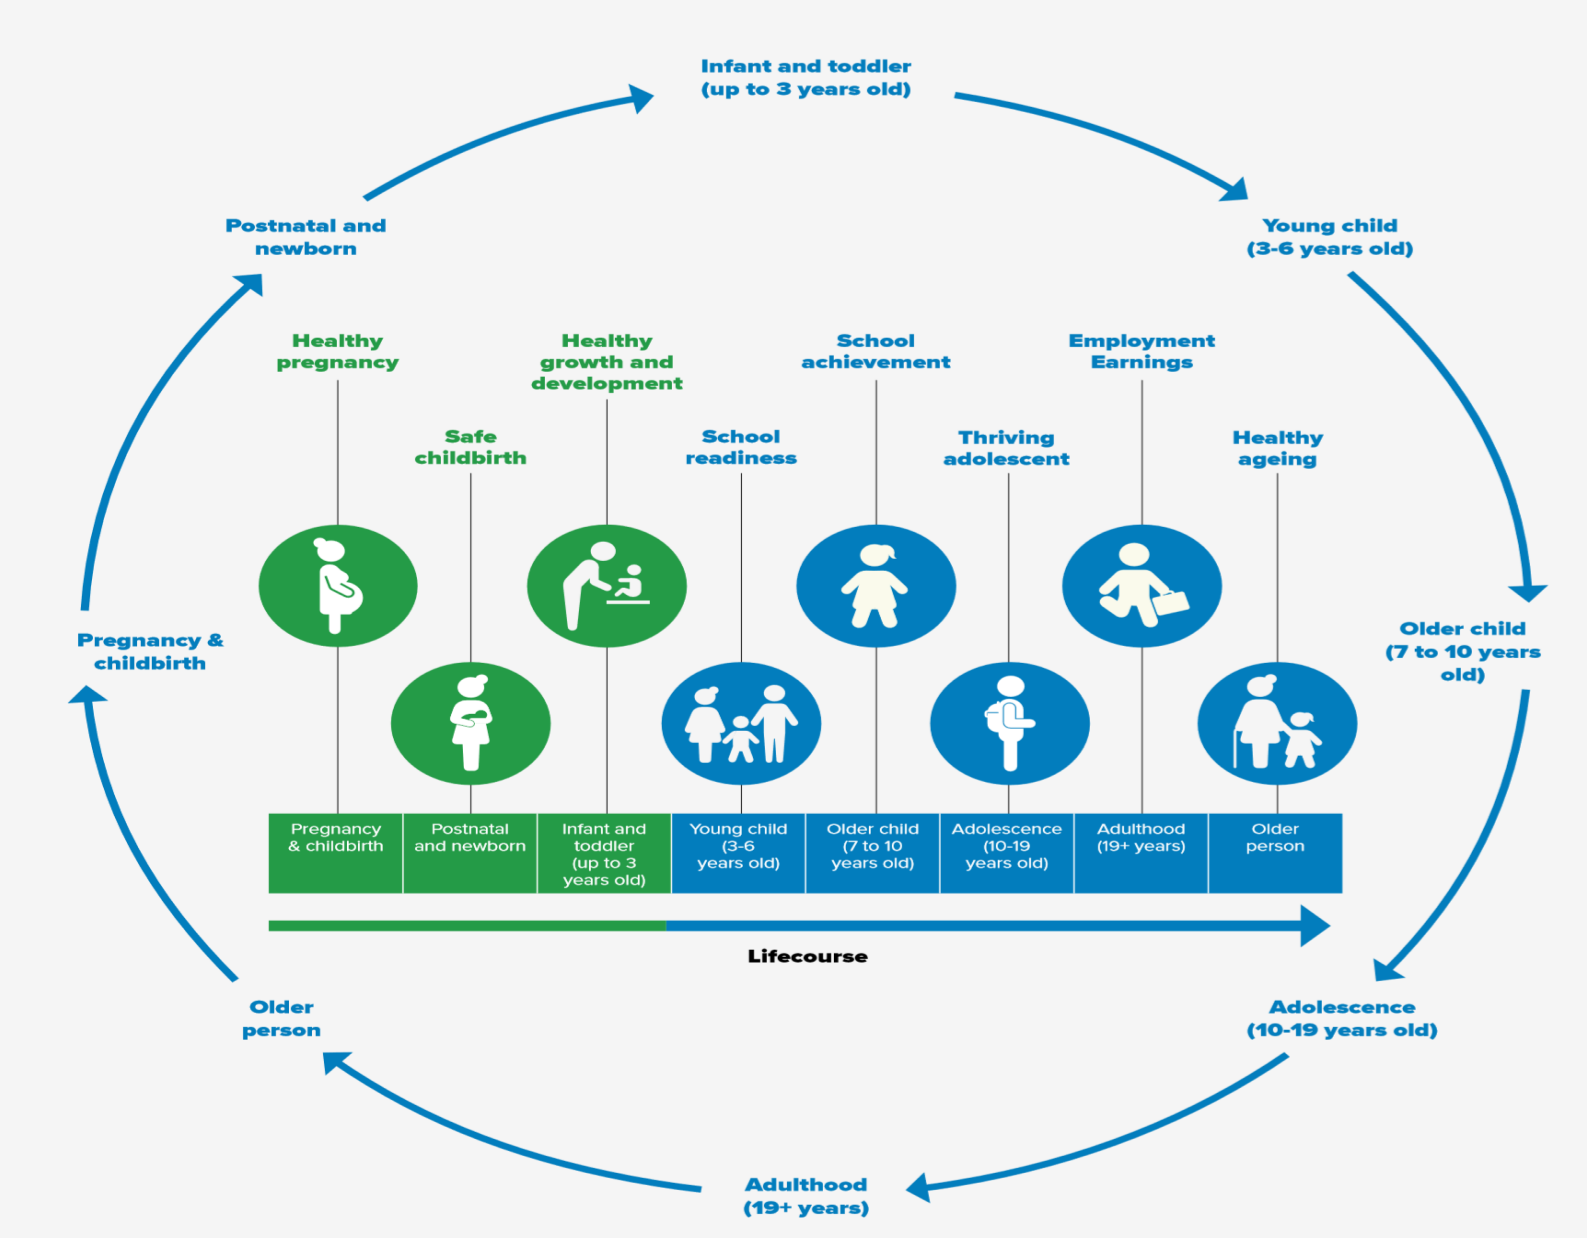 Infant and toddler
(up to 3 years old)
Postnatal and
newborn
Young child
(3-6 years old)
Healthy
pregnancy
Healthy
growth and
development
School
achievement
Employment
Earnings
Safe
childbirth
School
readiness
Thriving
adolescent
Healthy
ageing
Pregnancy &
childbirth
Older child
(7 to 10 years
old)
Pregnancy
& childbirth
Postnatal
and newborn
Infant and
toddler
(up to 3
years old)
Young child
(3-6
years old)
Older child
(7 to 10
years old)
Adolescence
(10-19
years old)
Adulthood
(19+ years)
Older
person
Lifecourse
Older
person
Adolescence
(10-19 years old)
Adulthood
(19+ years)